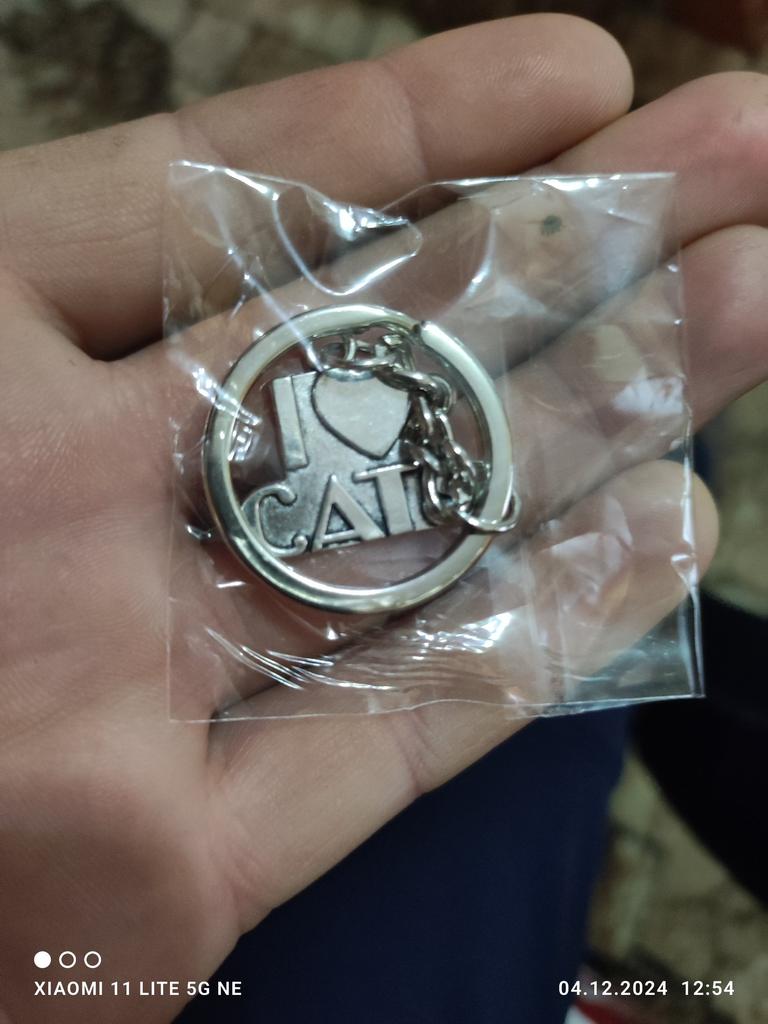 I
CAT
XIAOMI 11 LITE 5G NE
04.12.2024 12:54